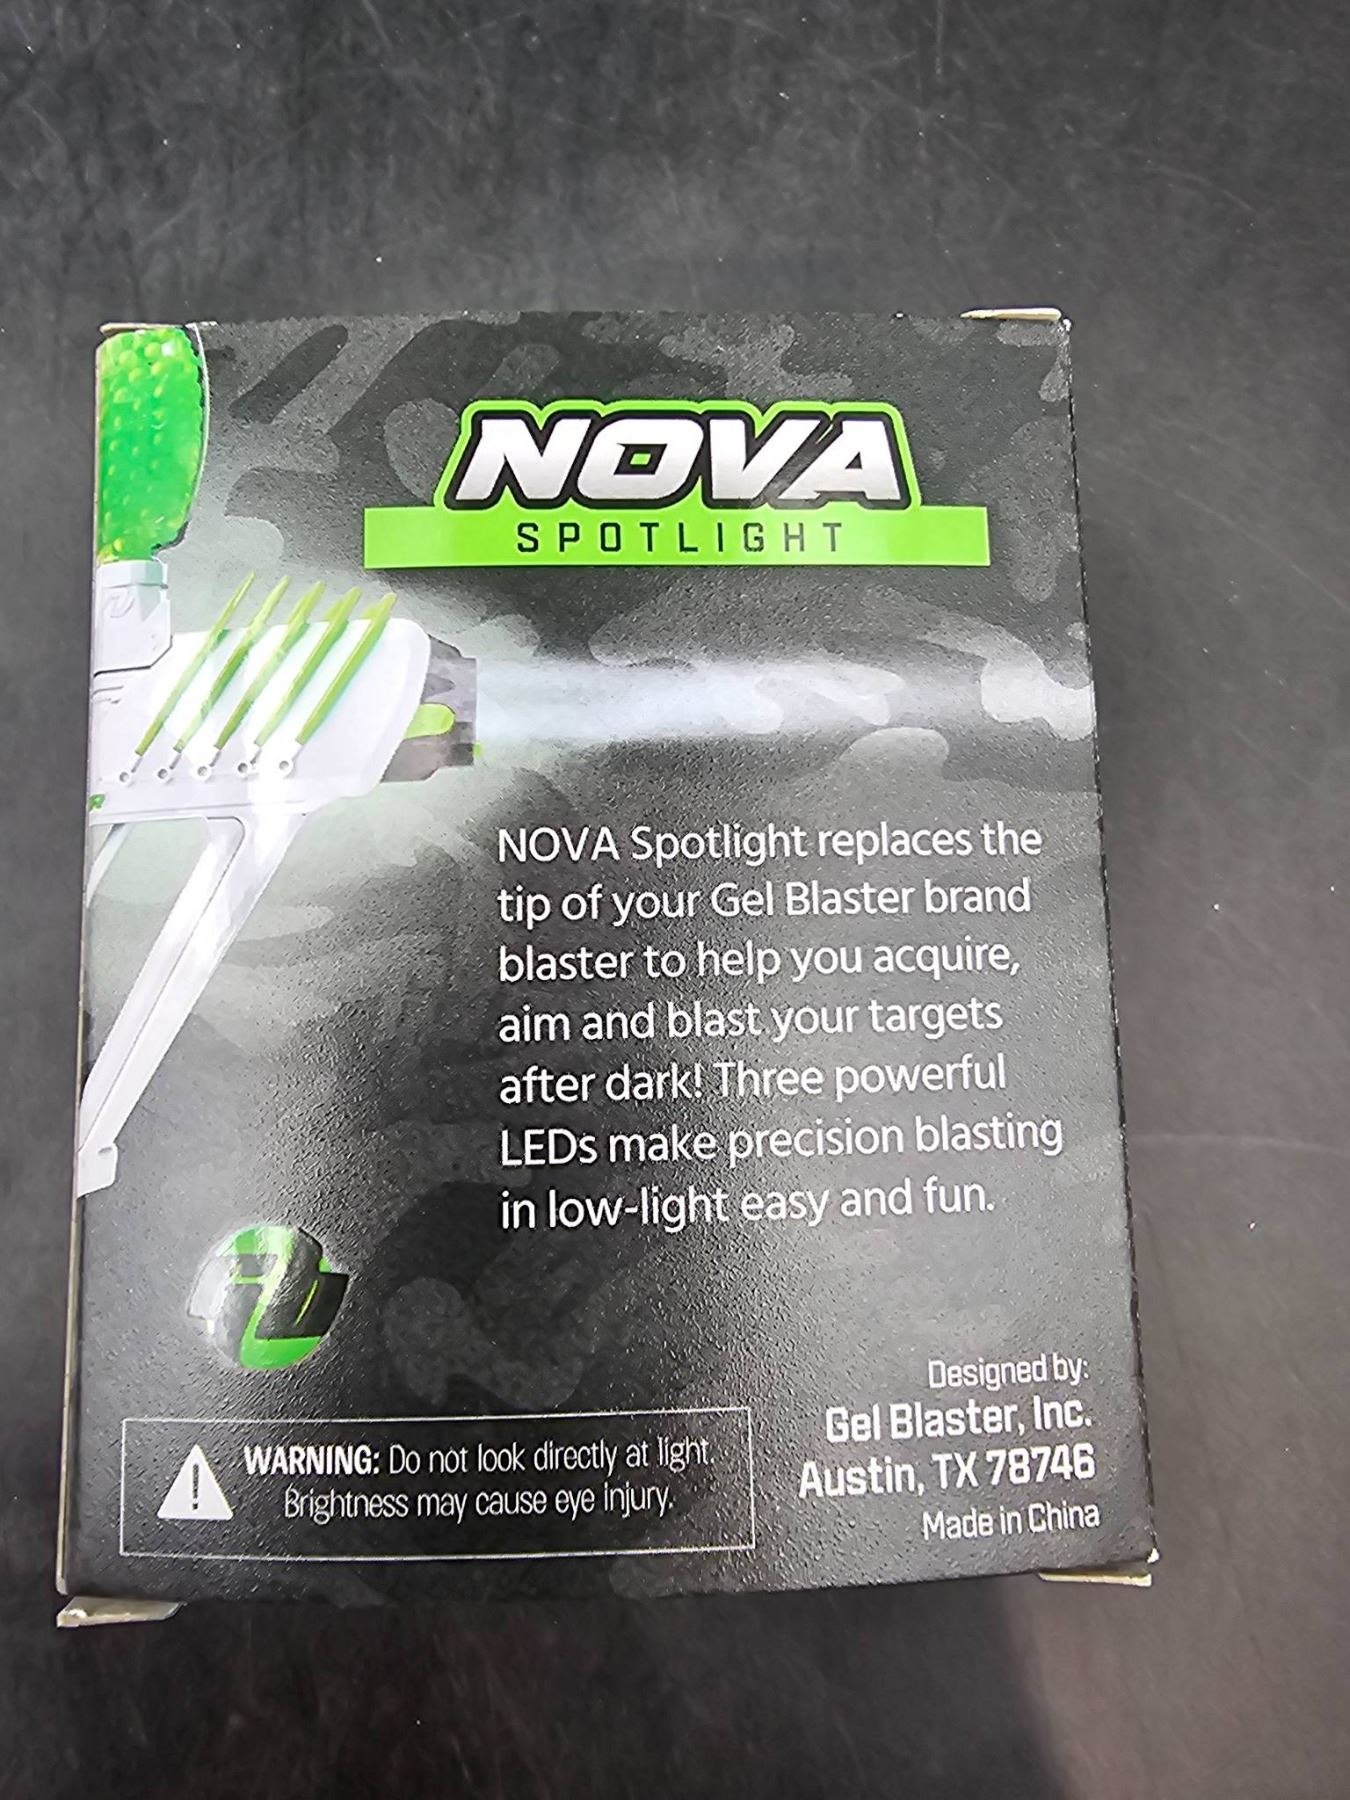 NOVA
SPOTLIGHT
R
NOVA Spotlight replaces the
tip of your Gel Blaster brand
blaster to help you acquire,
aim and blast your targets
after dark! Three powerful
LEDs make precision blasting
in low-light easy and fun.
WARNING: Do not look directly at light.
Brightness may cause eye injury.
Designed by:
Gel Blaster, Inc.
Austin, TX 78746
Made in China